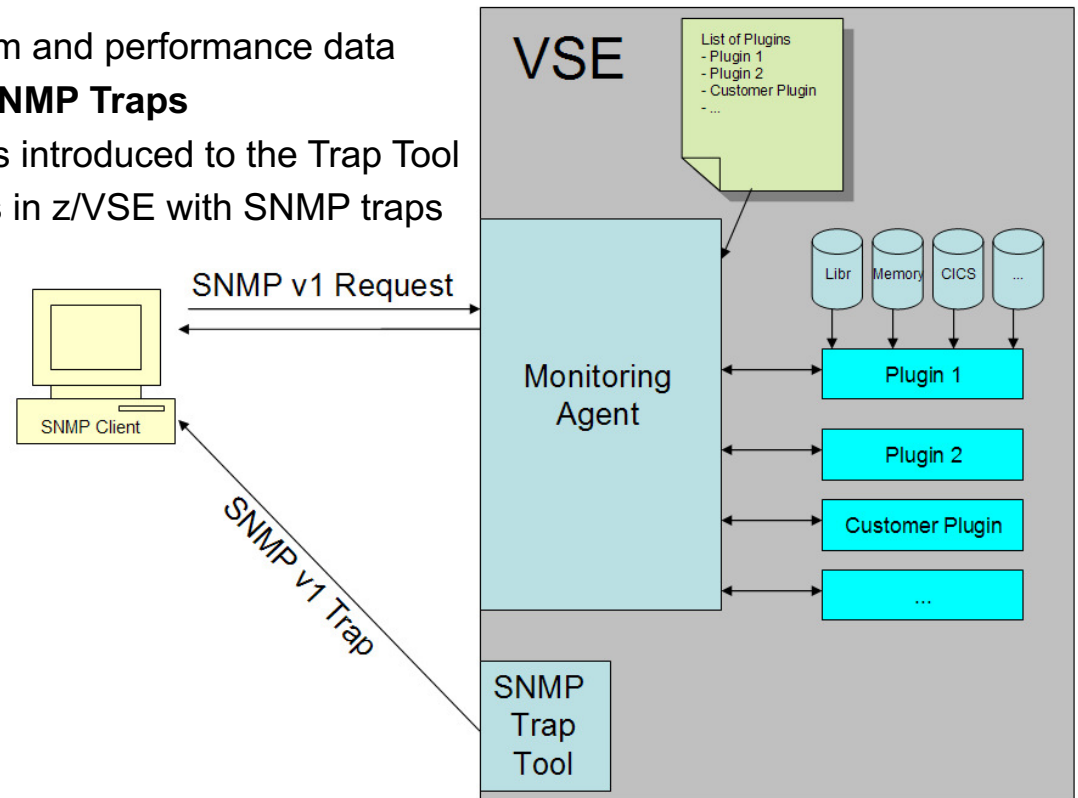 m and performance data
NMP Traps
s introduced to the Trap Tool
s in z/VSE with SNMP traps
VSE
List of Plugins
- Plugin 1
- Plugin 2
- Customer Plugin
- ...
Libr
Memory
CICS
...
SNMP v1 Request
Monitoring
Agent
Plugin 1
SNMP Client
Plugin 2
Customer Plugin
...
SNMP v1 Trap
SNMP
Trap
Tool